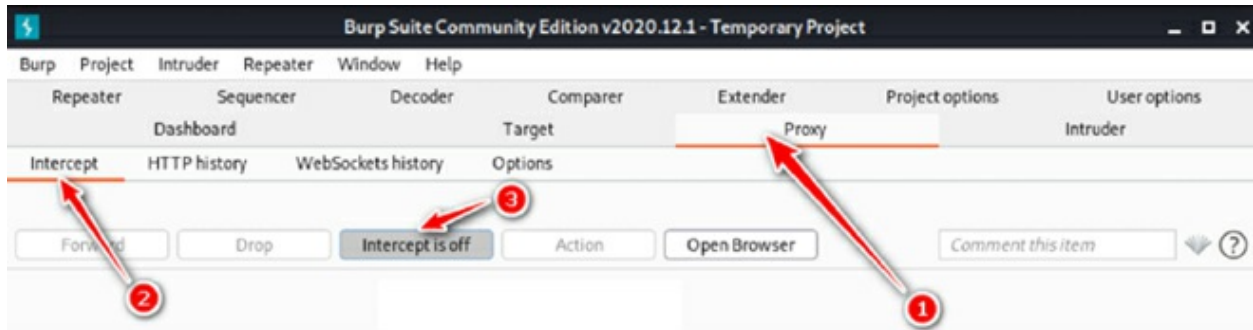 Burp Suite Community Edition v2020.12.1 - Temporary Project
Burp Project Intruder Repeater Window Help
Repeater Sequencer Decoder Comparer Extender Project options User options
Dashboard Target Proxy Intruder
Intercept HTTP history WebSockets history Options
3
Forward Drop Intercept is off Action Open Browser Comment this item ?
2
1